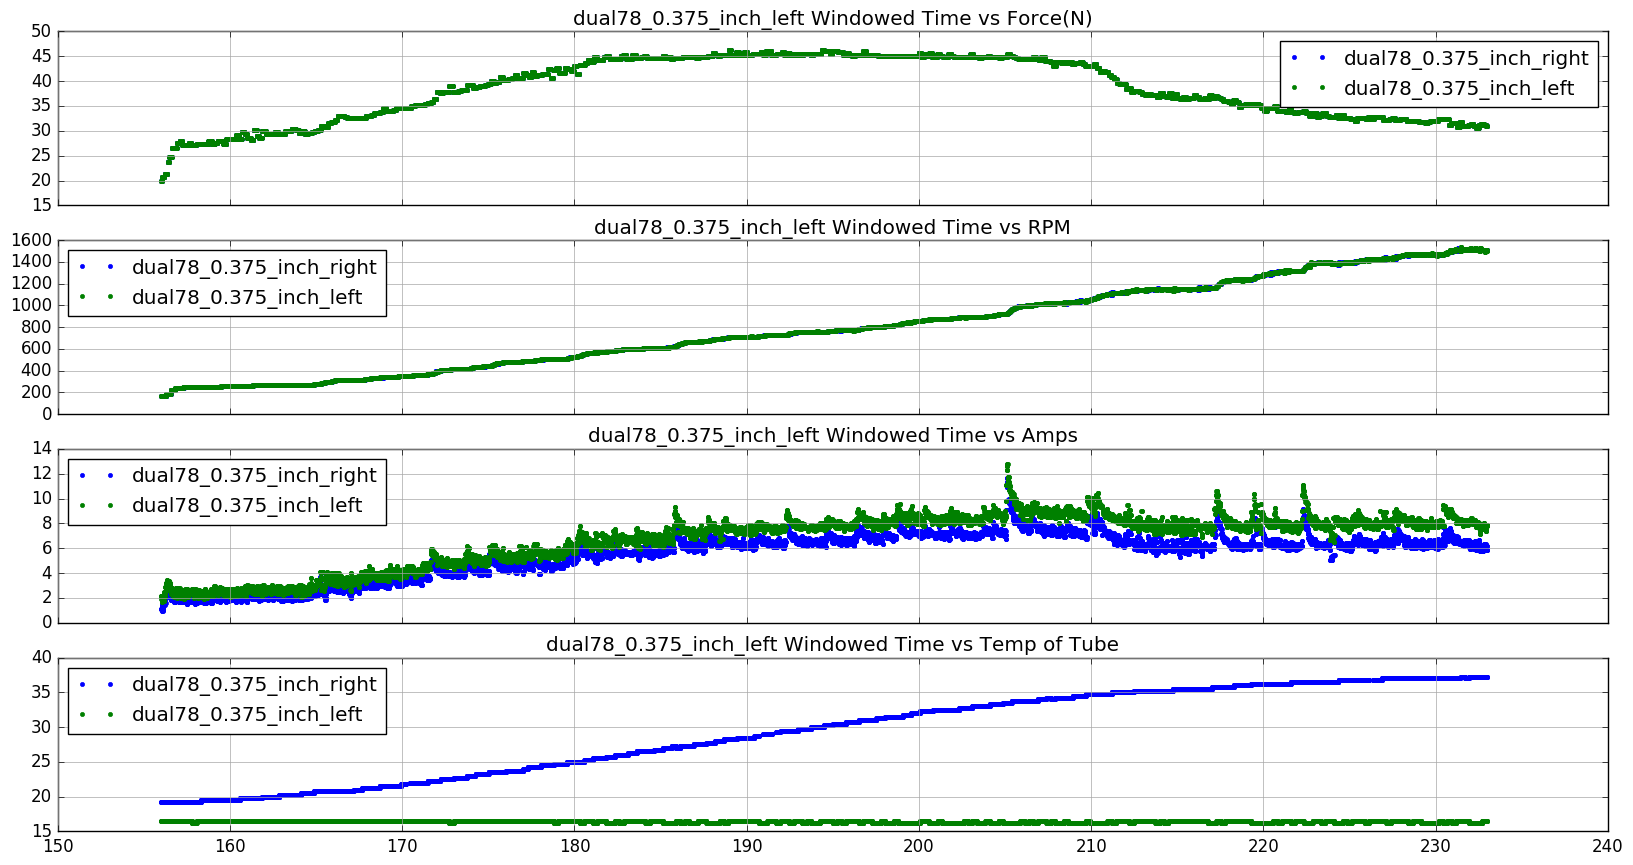 dual78_0.375_inch_left Windowed Time vs Force(N)
50
45
40
35
30
25
20
15
dual78_0.375_inch_right
dual78_0.375_inch_left
dual78_0.375_inch_left Windowed Time vs RPM
1600
1400
1200
1000
800
600
400
200
0
dual78_0.375_inch_right
dual78_0.375_inch_left
dual78_0.375_inch_left Windowed Time vs Amps
14
12
10
8
6
4
2
0
dual78_0.375_inch_right
dual78_0.375_inch_left
dual78_0.375_inch_left Windowed Time vs Temp of Tube
40
35
30
25
20
15
dual78_0.375_inch_right
dual78_0.375_inch_left
150 160 170 180 190 200 210 220 230 240